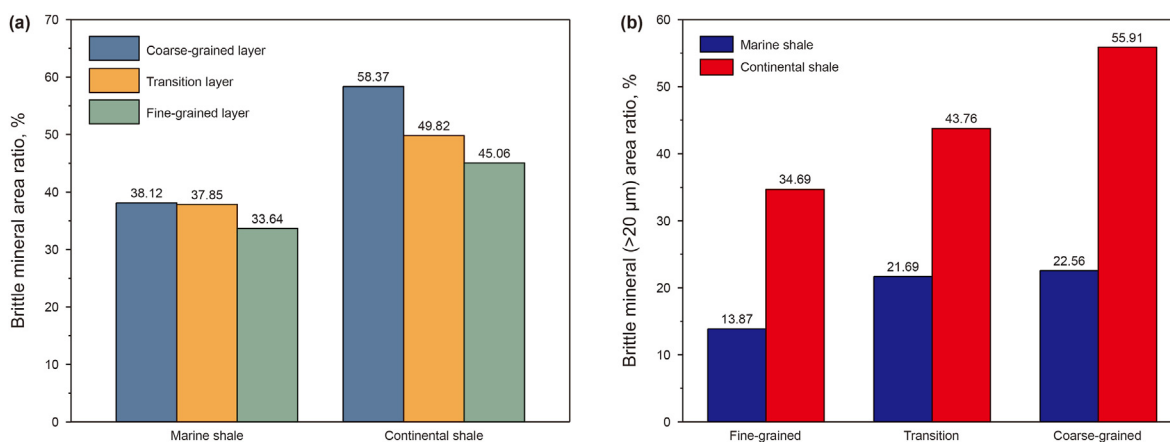 (a)
Brittle mineral area ratio, %
70
60
50
40
30
20
10
0
Coarse-grained layer
Transition layer
Fine-grained layer
38.12
37.85
33.64
58.37
49.82
45.06
Marine shale
Continental shale
(b)
Brittle mineral (>20 μm) area ratio, %
60
50
40
30
20
10
0
Marine shale
Continental shale
13.87
34.69
21.69
43.76
22.56
55.91
Fine-grained
Transition
Coarse-grained